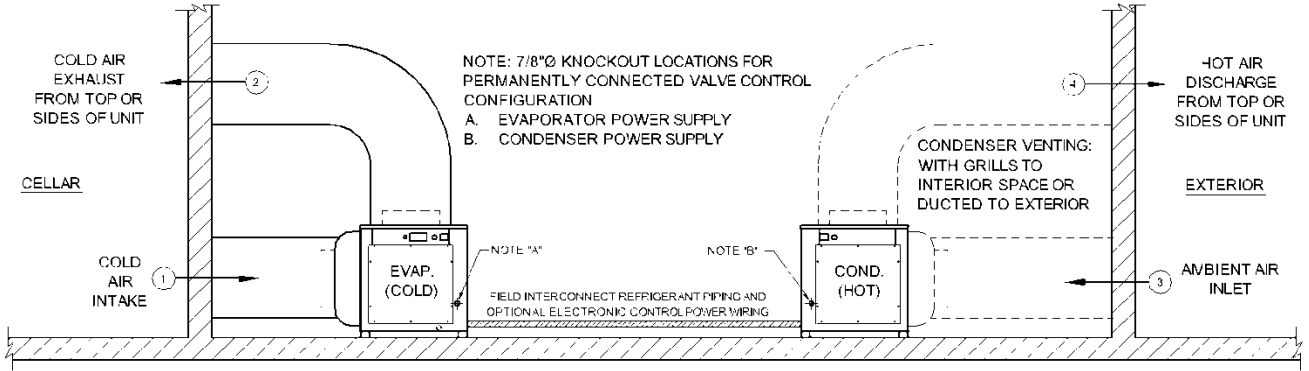 COLD AIR
EXHAUST
FROM TOP OR
SIDES OF UNIT
2
CELLAR
COLD
AIR
INTAKE
1
NOTE: 7/8"Ø KNOCKOUT LOCATIONS FOR
PERMANENTLY CONNECTED VALVE CONTROL
CONFIGURATION
A. EVAPORATOR POWER SUPPLY
B. CONDENSER POWER SUPPLY
EVAP.
(COLD)
NOTE "A"
FIELD INTERCONNECT REFRIGERANT PIPING AND
OPTIONAL ELECTRONIC CONTROL POWER WIRING
NOTE "B"
COND.
(HOT)
CONDENSER VENTING:
WITH GRILLS TO
INTERIOR SPACE OR
DUCTED TO EXTERIOR
4
HOT AIR
DISCHARGE
FROM TOP OR
SIDES OF UNIT
EXTERIOR
3
AMBIENT AIR
INLET